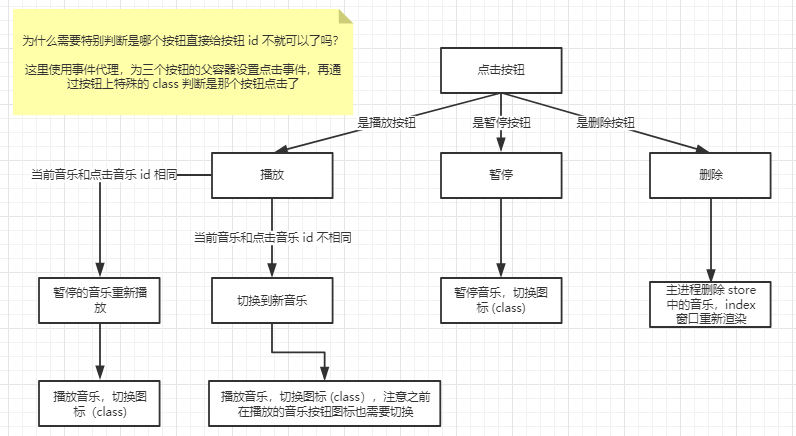 为什么需要特别判断是哪个按钮直接给按钮 id 不就可以了吗?
这里使用事件代理，为三个按钮的父容器设置点击事件，再通
过按钮上特殊的 class 判断是那个按钮点击了
点击按钮
是播放按钮
是暂停按钮
是删除按钮
当前音乐和点击音乐 id 相同
播放
暂停
删除
当前音乐和点击音乐 id 不相同
暂停的音乐重新播
放
切换到新音乐
暂停音乐，切换图
标 (class)
主进程删除 store
中的音乐，index
窗口重新渲染
播放音乐，切换图
标（class)
播放音乐，切换图标 (class），注意之前
在播放的音乐按钮图标也需要切换